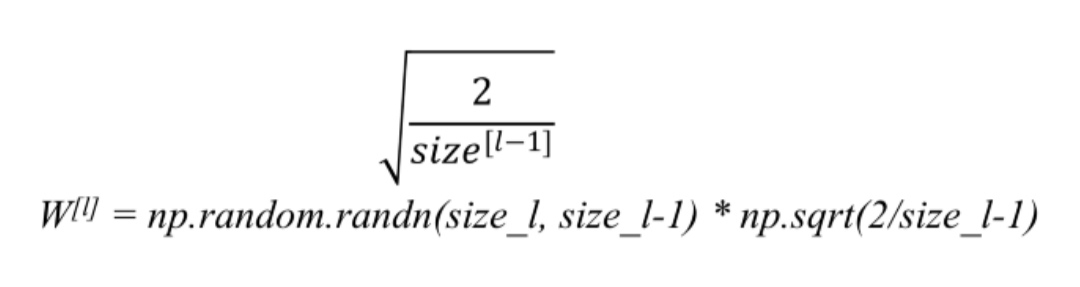 √(2/size^[l−1])
W^[l] = np.random.randn(size_l, size_l-1) * np.sqrt(2/size_l-1)